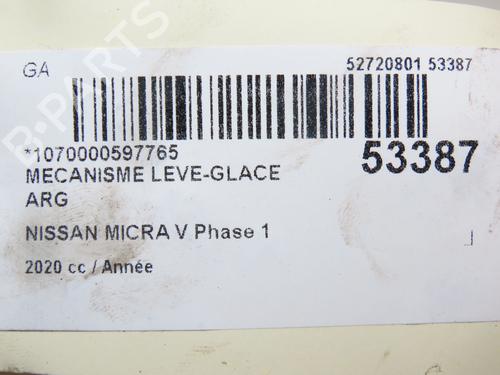 GA
52720801 53387
*1070000597765
53387
MECANISME LEVE-GLACE
ARG
NISSAN MICRA V Phase 1
2020 cc / Année
B-PARTS